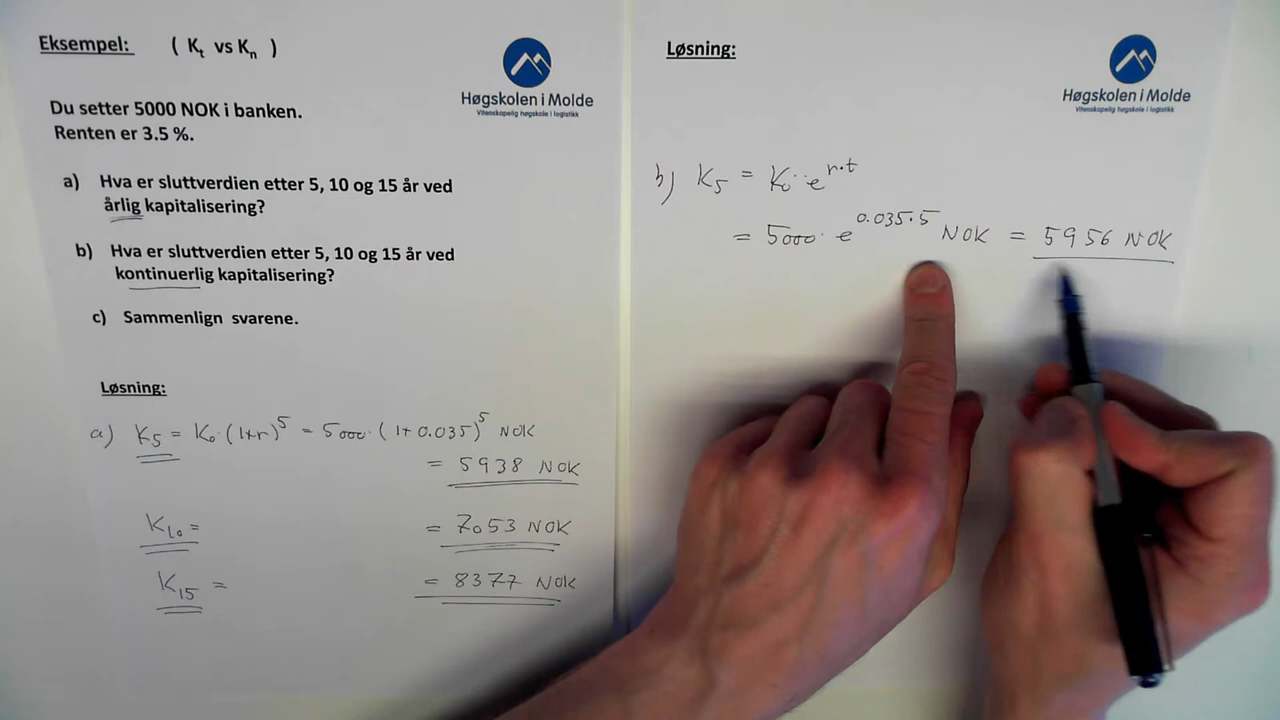 Eksempel: ( Kt vs Kn )
Høgskolen i Molde
Vitenskapelig høgskole i logistikk
Du setter 5000 NOK i banken.
Renten er 3.5 %.
a) Hva er sluttverdien etter 5, 10 og 15 år ved
årlig kapitalisering?
b) Hva er sluttverdien etter 5, 10 og 15 år ved
kontinuerlig kapitalisering?
c) Sammenlign svarene.
Løsning:
a) K5 = K0·(1+r)^5 = 5000·(1+0.035)^5 NOK
= 5938 NOK
K10 = = 7053 NOK
K15 = = 8377 NOK
Løsning:
Høgskolen i Molde
Vitenskapelig høgskole i logistikk
b) K5 = K0·e^r·t
= 5000·e^0.035·5 NOK = 5956 NOK